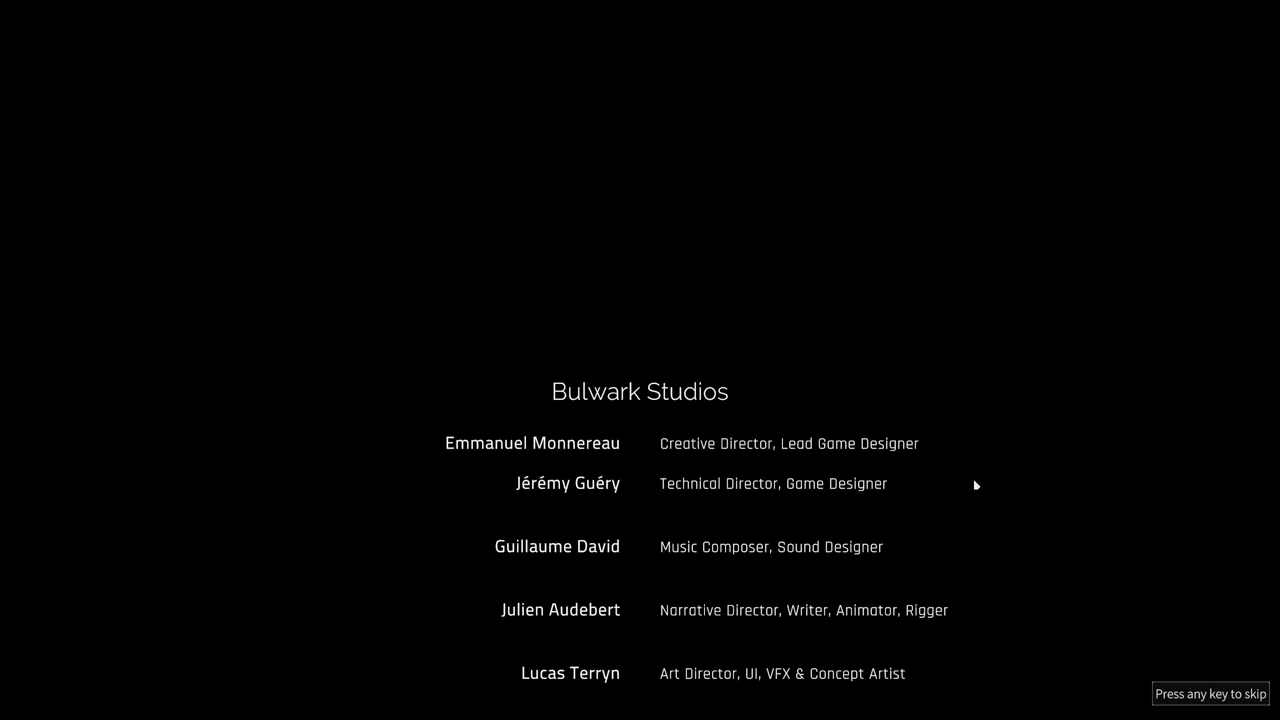 Bulwark Studios
Emmanuel Monnereau Creative Director, Lead Game Designer
Jérémy Guéry Technical Director, Game Designer
Guillaume David Music Composer, Sound Designer
Julien Audebert Narrative Director, Writer, Animator, Rigger
Lucas Terryn Art Director, UI, VFX & Concept Artist
Press any key to skip